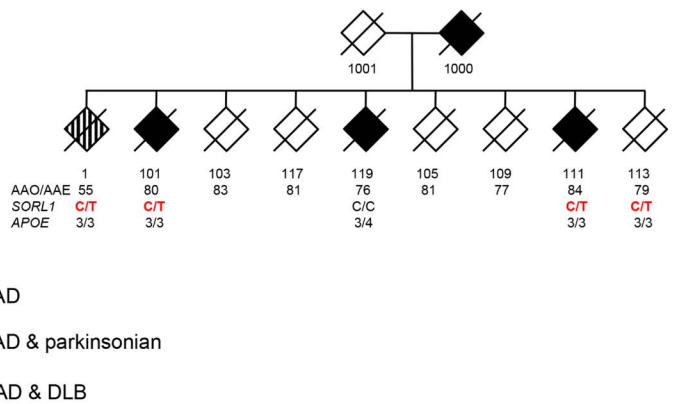 1001 1000
1 101 103 117 119 105 109 111 113
AAO/AAE 55 80 83 81 76 81 77 84 79
SORL1 C/T C/T C/C C/T C/T
APOE 3/3 3/3 3/4 3/3 3/3
AD
AD & parkinsonian
AD & DLB